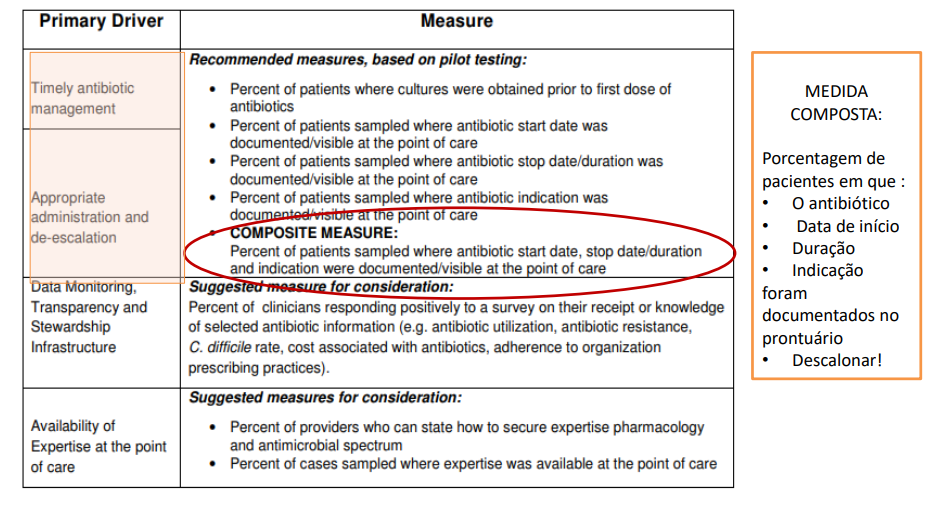 Primary Driver
Measure
Timely antibiotic
management
Recommended measures, based on pilot testing:
• Percent of patients where cultures were obtained prior to first dose of
antibiotics
• Percent of patients sampled where antibiotic start date was
documented/visible at the point of care
• Percent of patients sampled where antibiotic stop date/duration was
documented/visible at the point of care
• Percent of patients sampled where antibiotic indication was
documented/visible at the point of care
• COMPOSITE MEASURE:
Percent of patients sampled where antibiotic start date, stop date/duration
and indication were documented/visible at the point of care
Appropriate
administration and
de-escalation
Data Monitoring,
Transparency and
Stewardship
Infrastructure
Suggested measure for consideration:
Percent of clinicians responding positively to a survey on their receipt or knowledge
of selected antibiotic information (e.g. antibiotic utilization, antibiotic resistance,
C. difficile rate, cost associated with antibiotics, adherence to organization
prescribing practices).
Availability of
Expertise at the point
of care
Suggested measures for consideration:
• Percent of providers who can state how to secure expertise pharmacology
and antimicrobial spectrum
• Percent of cases sampled where expertise was available at the point of care
MEDIDA
COMPOSTA:
Porcentagem de
pacientes em que :
• O antibiótico
• Data de início
• Duração
• Indicação
foram
documentados no
prontuário
• Descalonar!